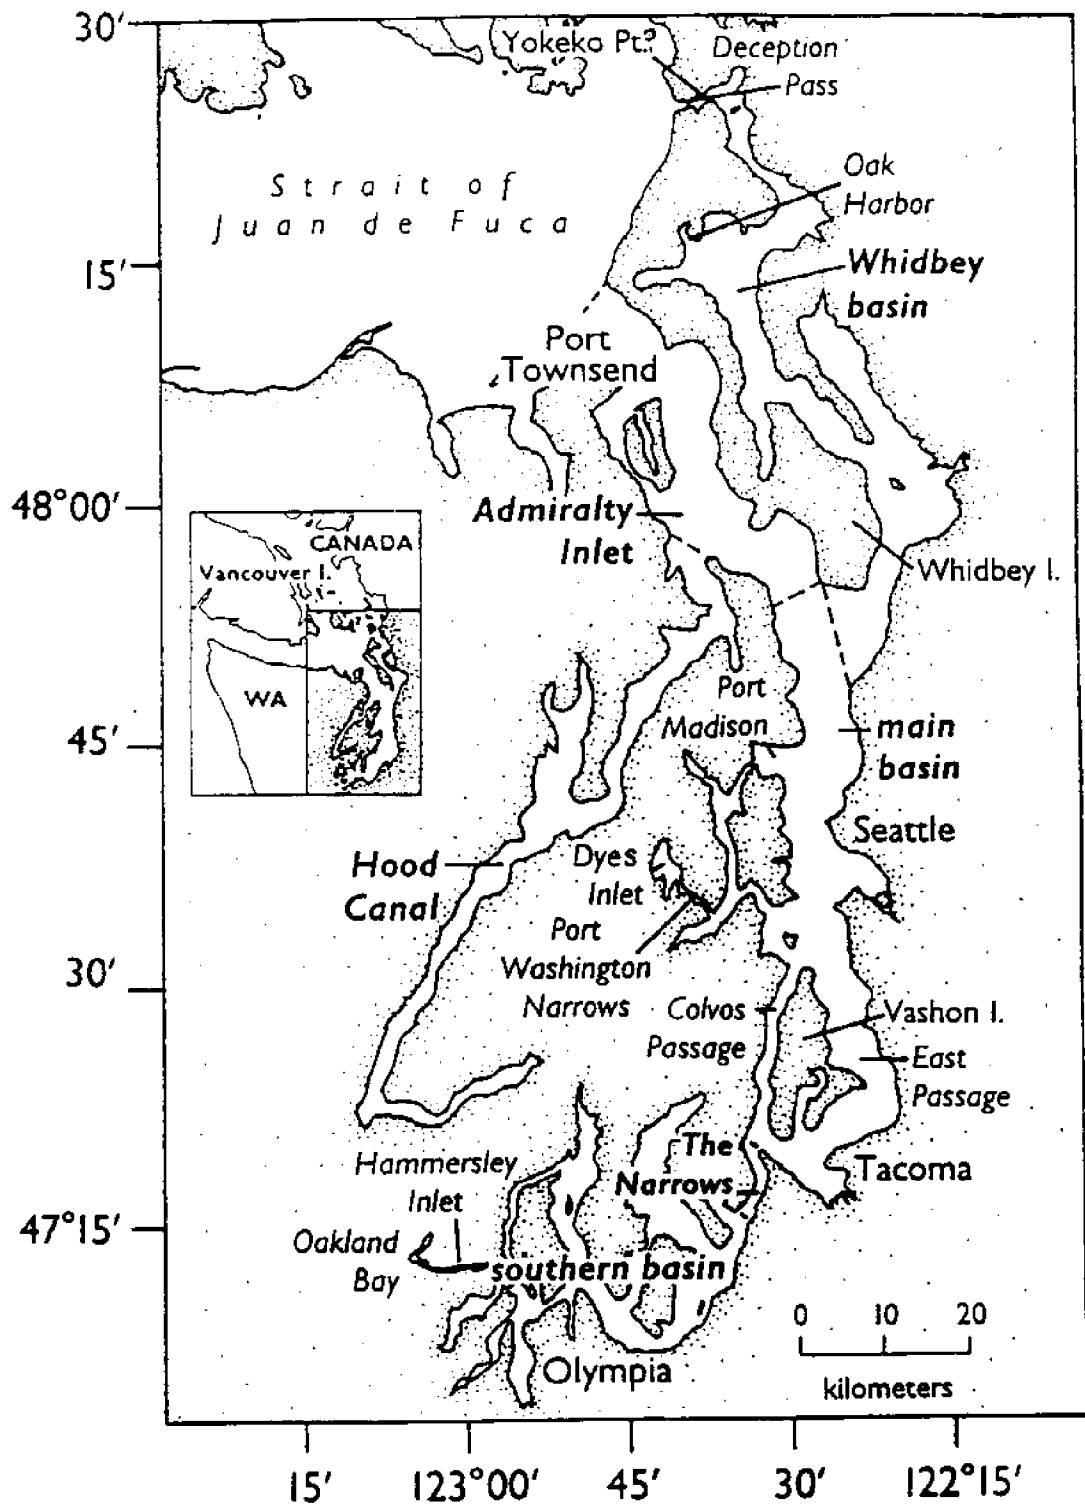 30′
Yokeko Pt.?
Deception
Pass
Oak
Harbor
Strait of
Juan de Fuca
15′
Whidbey
basin
Port
Townsend
48°00′
Admiralty
Inlet
Whidbey I.
CANADA
Vancouver I.
WA
Port
Madison
45′
main
basin
Seattle
Hood
Canal
Dyes
Inlet
Port
Washington
Narrows
30′
Colvos
Passage
Vashon I.
East
Passage
The
Narrows
Tacoma
Hammersley
Inlet
47°15′
Oakland
Bay
southern basin
Olympia
0 10 20
kilometers
15′ 123°00′ 45′ 30′ 122°15′